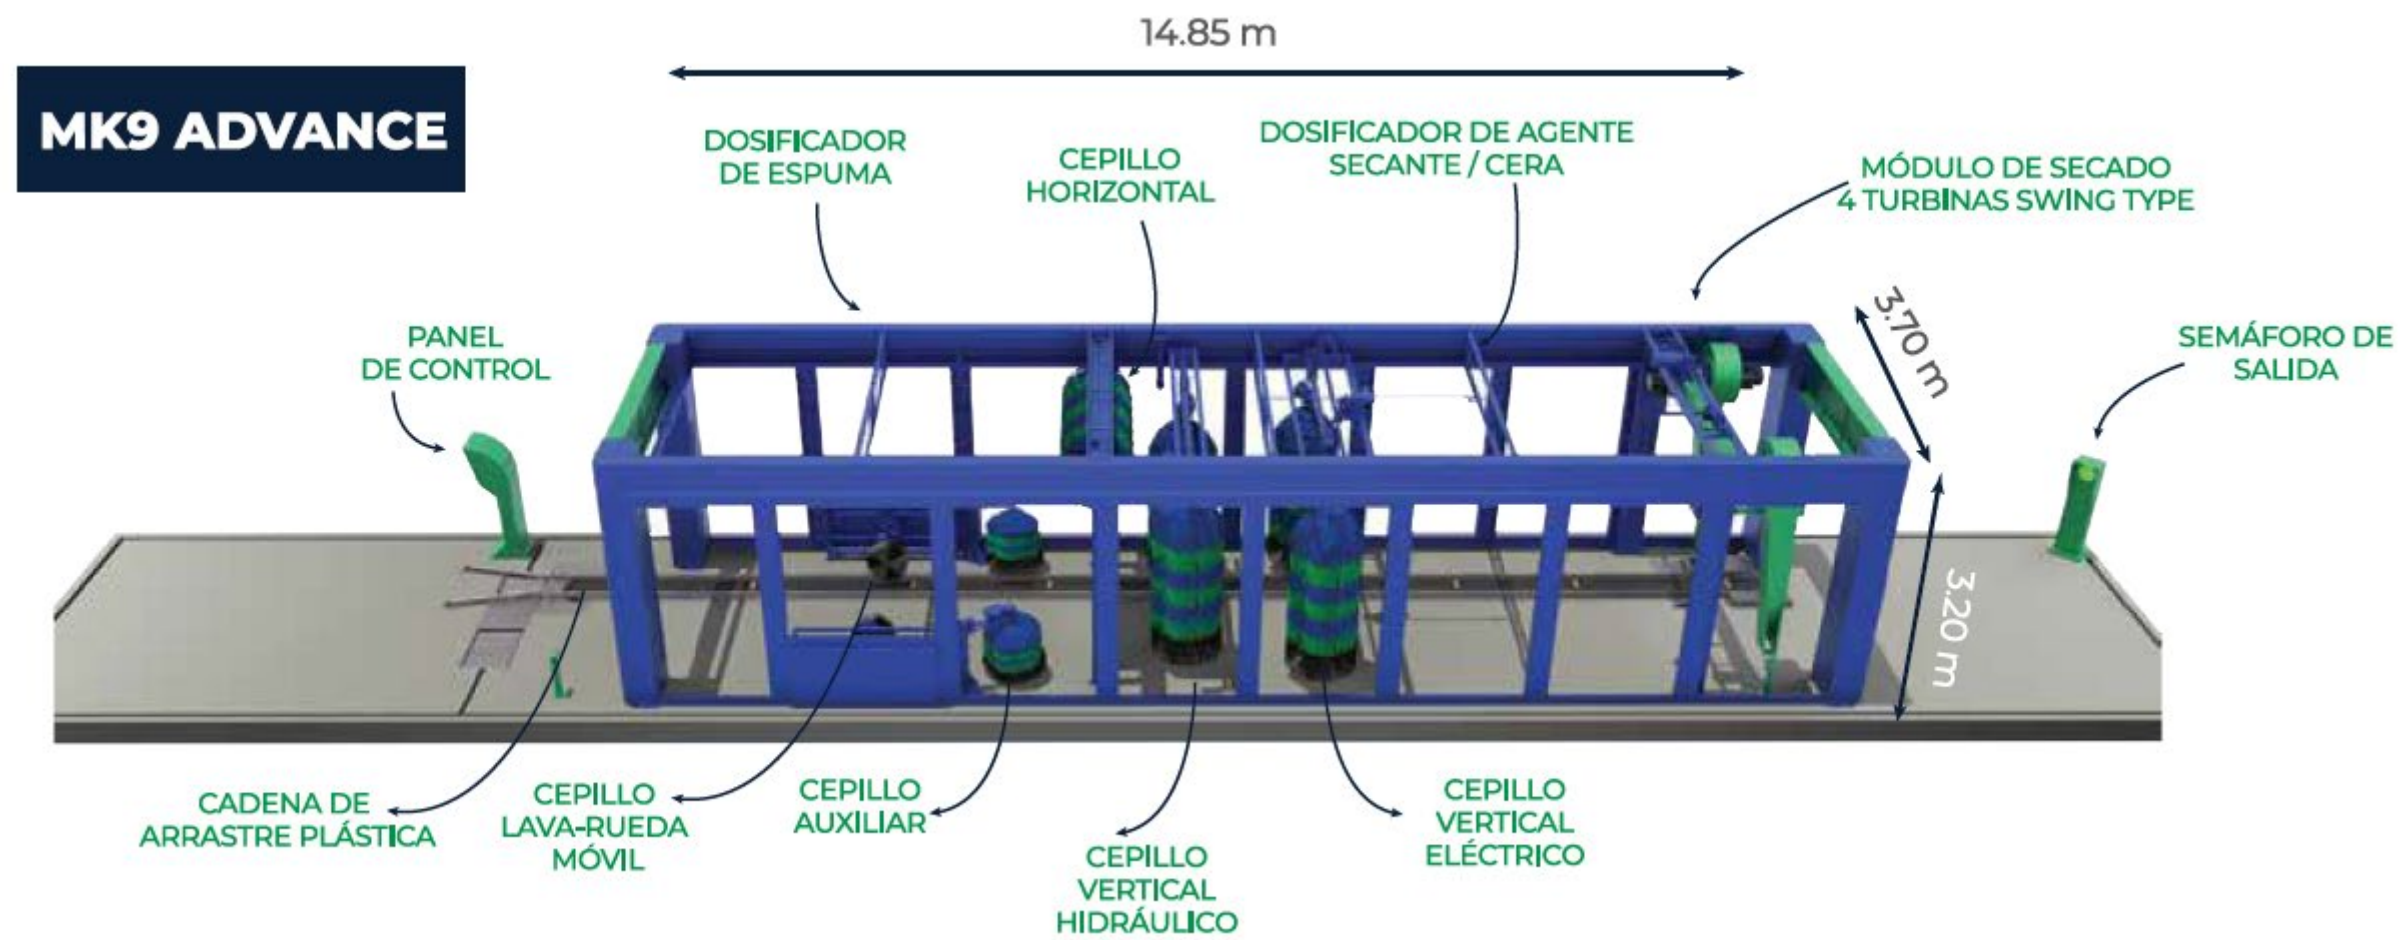 14.85 m
MK9 ADVANCE
DOSIFICADOR
DE ESPUMA
CEPILLO
HORIZONTAL
DOSIFICADOR DE AGENTE
SECANTE / CERA
MÓDULO DE SECADO
4 TURBINAS SWING TYPE
3.70 m
PANEL
DE CONTROL
SEMÁFORO DE
SALIDA
3.20 m
CADENA DE
ARRASTRE PLÁSTICA
CEPILLO
LAVA-RUEDA
MÓVIL
CEPILLO
AUXILIAR
CEPILLO
VERTICAL
HIDRÁULICO
CEPILLO
VERTICAL
ELÉCTRICO